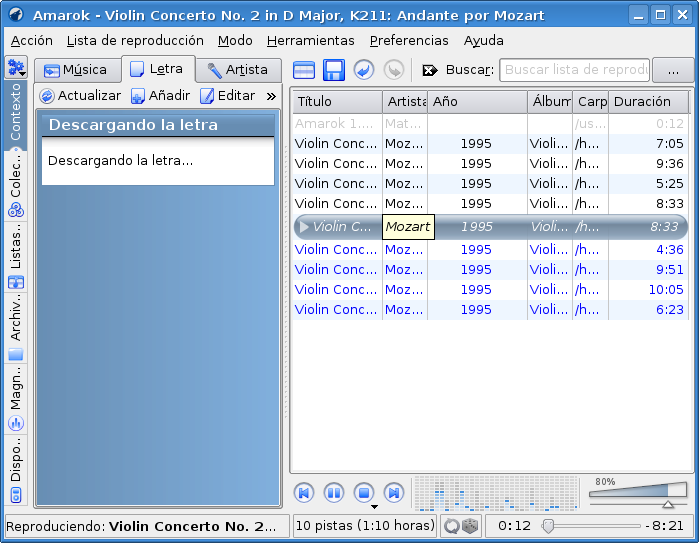 Amarok - Violin Concerto No. 2 in D Major, K211: Andante por Mozart
Acción Lista de reproducción Modo Herramientas Preferencias Ayuda
Música Letra Artista
Buscar: Buscar lista de reprodu ...
Actualizar Añadir Editar »
Contexto
Colec..
Listas..
Archiv..
Magn..
Dispo..
Descargando la letra
Descargando la letra...
Título Artista Año Álbum Carp Duración
Amarok 1.... Mat... /us... 0:12
Violin Conc... Moz... 1995 Violi... /h... 7:05
Violin Conc... Moz... 1995 Violi... /h... 9:36
Violin Conc... Moz... 1995 Violi... /h... 5:25
Violin Conc... Moz... 1995 Violi... /h... 8:33
Violin C... Mozart 1995 Violi... /h... 8:33
Violin Conc... Moz... 1995 Violi... /h... 4:36
Violin Conc... Moz... 1995 Violi... /h... 9:51
Violin Conc... Moz... 1995 Violi... /h... 10:05
Violin Conc... Moz... 1995 Violi... /h... 6:23
80%
Reproduciendo: Violin Concerto No. 2... 10 pistas (1:10 horas) 0:12 -8:21